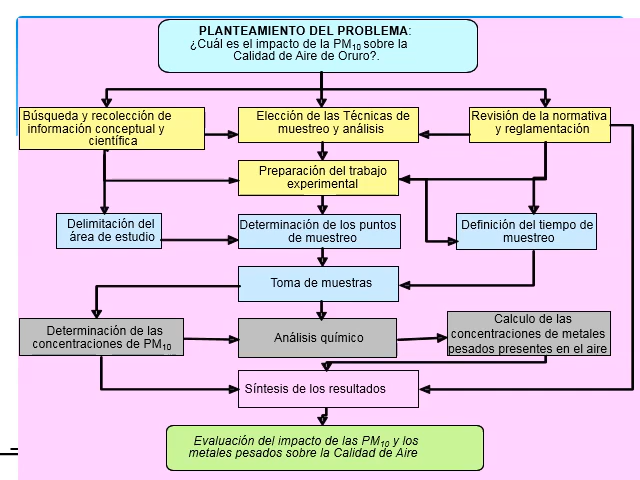 PLANTEAMIENTO DEL PROBLEMA:
¿Cuál es el impacto de la PM₁₀ sobre la
Calidad de Aire de Oruro?.
Búsqueda y recolección de
información conceptual y
científica
Elección de las Técnicas de
muestreo y análisis
Revisión de la normativa
y reglamentación
Preparación del trabajo
experimental
Delimitación del
área de estudio
Determinación de los puntos
de muestreo
Definición del tiempo de
muestreo
Toma de muestras
Determinación de las
concentraciones de PM₁₀
Análisis químico
Calculo de las
concentraciones de metales
pesados presentes en el aire
Síntesis de los resultados
Evaluación del impacto de las PM₁₀ y los
metales pesados sobre la Calidad de Aire